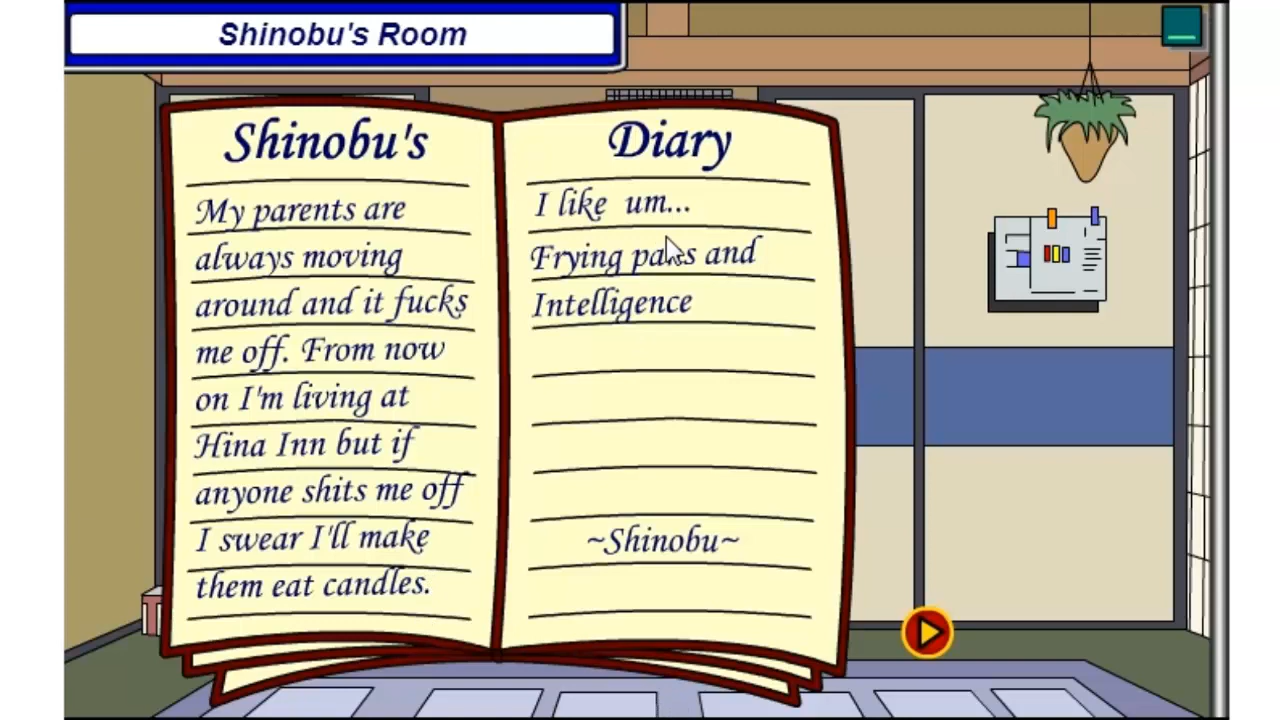 Shinobu's Room
Shinobu's
My parents are
always moving
around and it fucks
me off. From now
on I'm living at
Hina Inn but if
anyone shits me off
I swear I'll make
them eat candles.
Diary
I like um...
Frying pans and
Intelligence
~Shinobu~